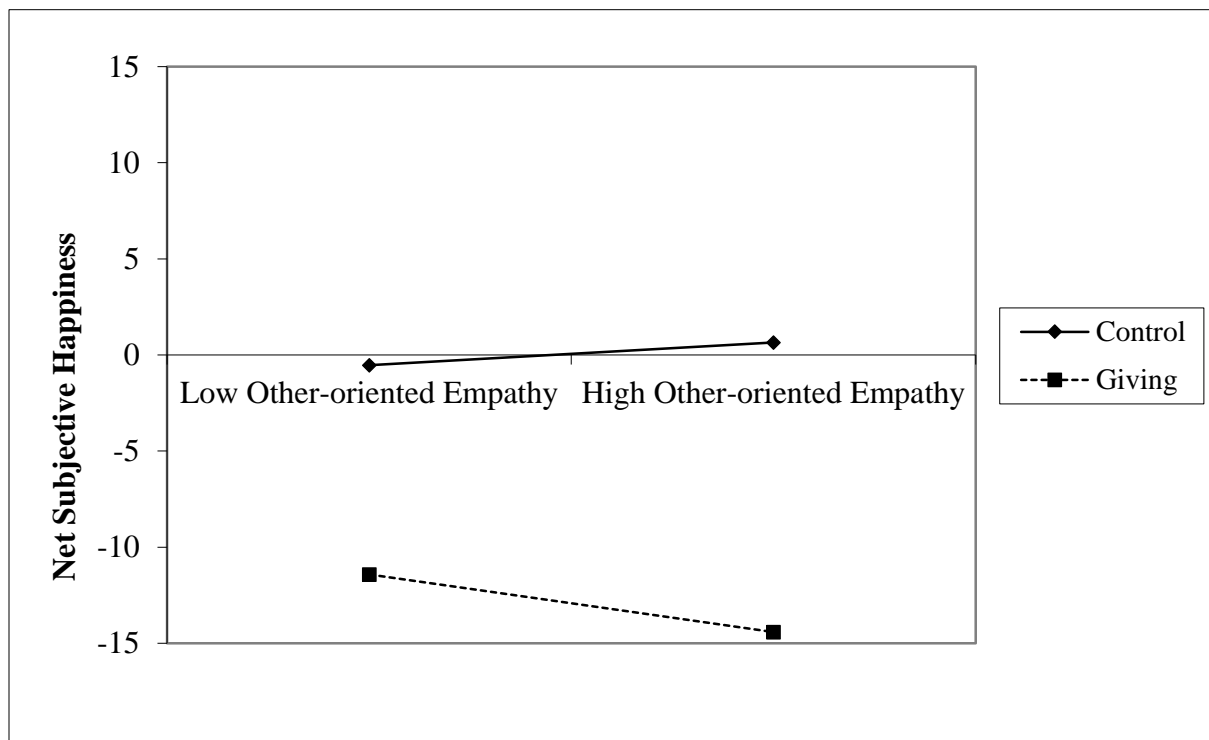 15
10
5
0
-5
-10
-15
Net Subjective Happiness
Low Other-oriented Empathy
High Other-oriented Empathy
Control
Giving